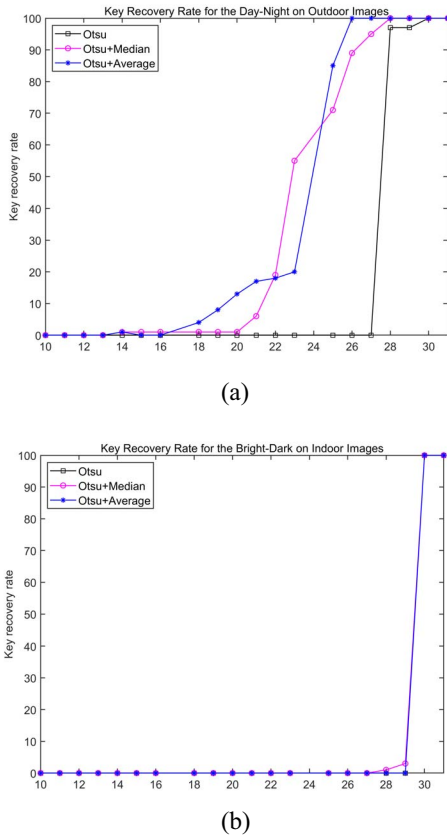 Key Recovery Rate for the Day-Night on Outdoor Images
Otsu
Otsu+Median
Otsu+Average
Key recovery rate
100
90
80
70
60
50
40
30
20
10
0
10 12 14 16 18 20 22 24 26 28 30
(a)
Key Recovery Rate for the Bright-Dark on Indoor Images
Otsu
Otsu+Median
Otsu+Average
Key recovery rate
100
90
80
70
60
50
40
30
20
10
0
10 12 14 16 18 20 22 24 26 28 30
(b)